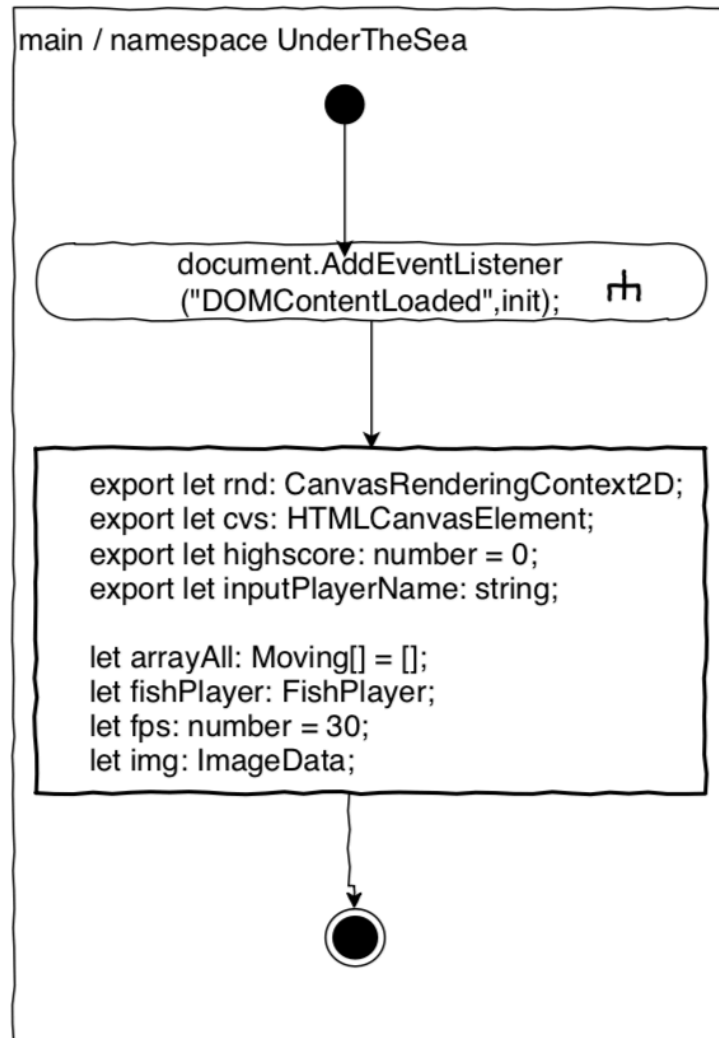 main / namespace UnderTheSea
document.AddEventListener
("DOMContentLoaded",init);
export let rnd: CanvasRenderingContext2D;
export let cvs: HTMLCanvasElement;
export let highscore: number = 0;
export let inputPlayerName: string;
let arrayAll: Moving[] = [];
let fishPlayer: FishPlayer;
let fps: number = 30;
let img: ImageData;